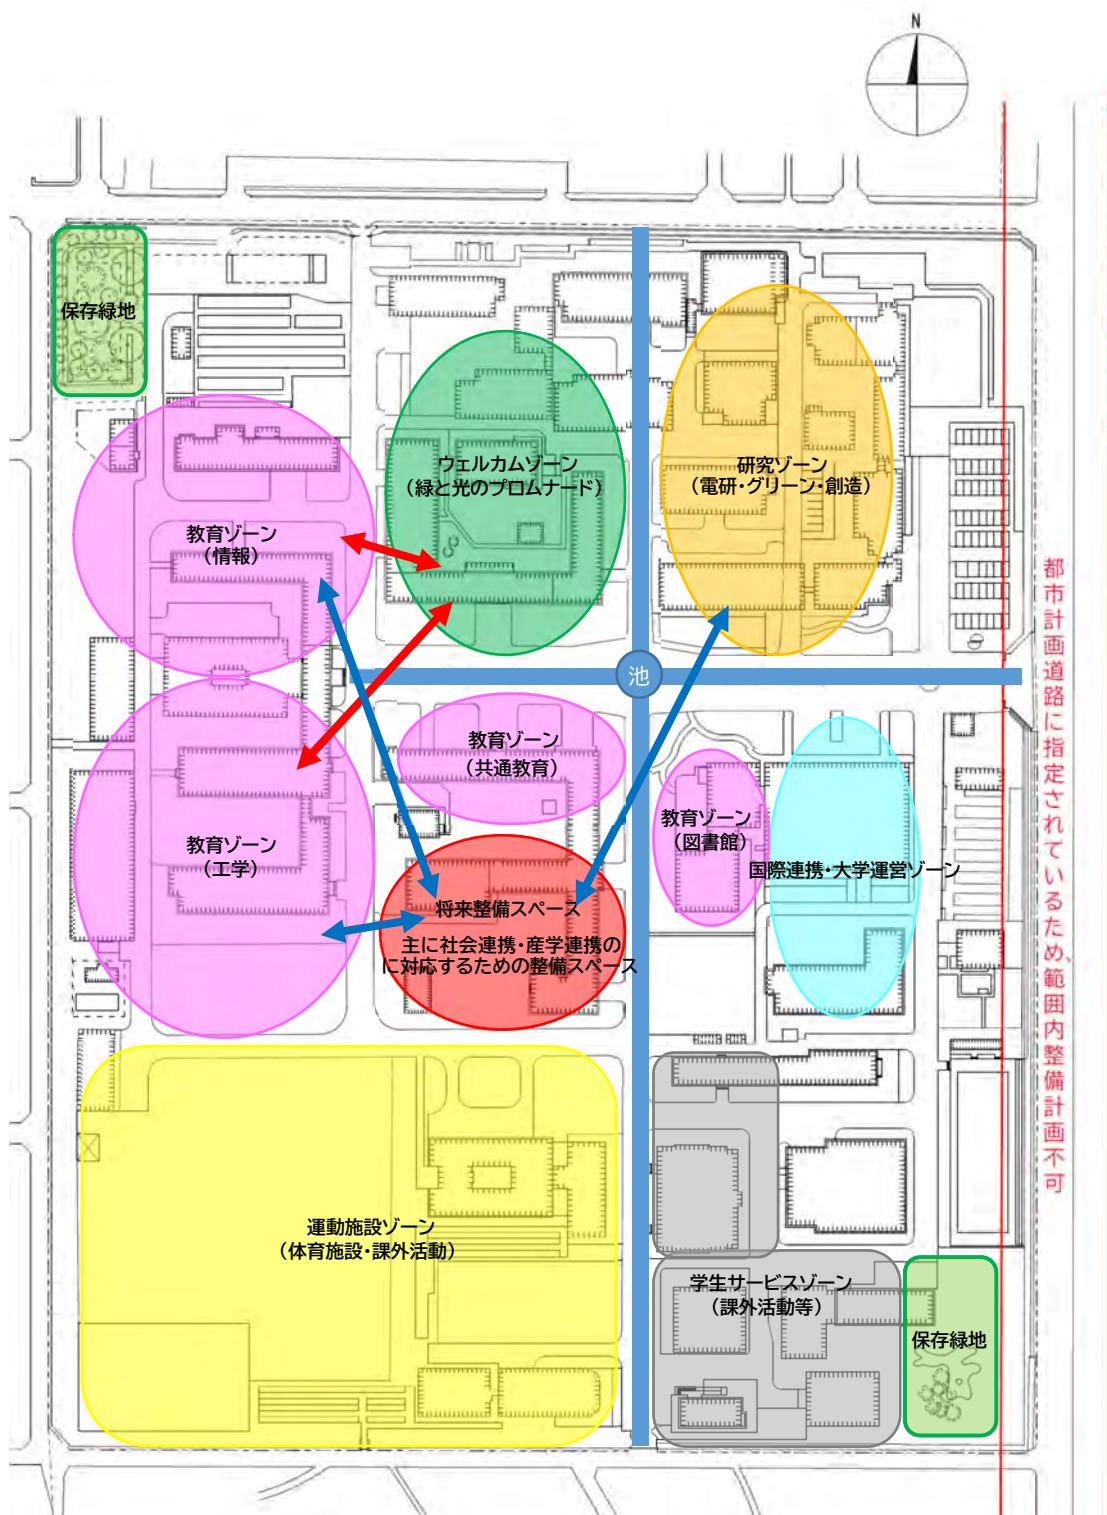 N
保存緑地
ウェルカムゾーン
（緑と光のプロムナード）
研究ゾーン
（電研・グリーン・創造）
教育ゾーン
（情報）
都市計画道路に指定されているため、範囲内整備計画不可
池
教育ゾーン
（共通教育）
教育ゾーン
（図書館）
教育ゾーン
（工学）
国際連携・大学運営ゾーン
将来整備スペース
主に社会連携・産学連携の
に対応するための整備スペース
運動施設ゾーン
（体育施設・課外活動）
学生サービスゾーン
（課外活動等）
保存緑地